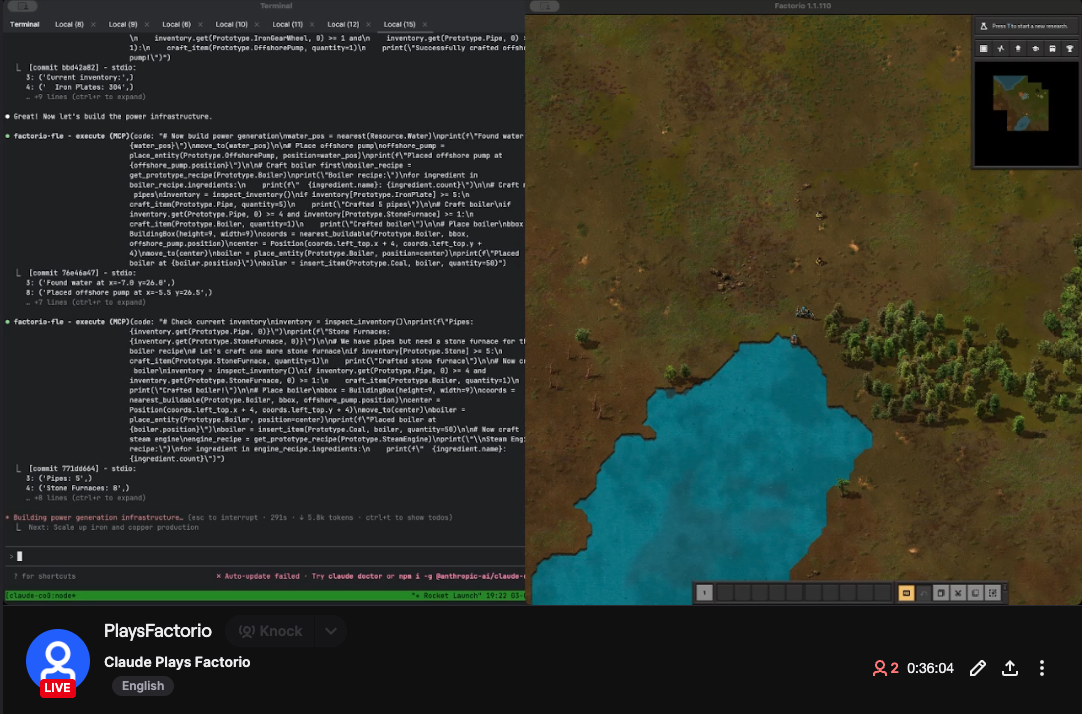 Terminal
Terminal Local (8) × Local (9) × Local (6) × Local (10) × Local (11) × Local (12) × Local (15) ×
\n    inventory.get(Prototype.IronGearWheel, 0) >= 1 and\n    inventory.get(Prototype.Pipe, 0) >
1):\n    craft_item(Prototype.OffshorePump, quantity=1)\n    print(\"Successfully crafted offsh
pump!\")")
[commit bbd42a82] - stdio:
3: ('Current inventory:',)
4: ('  Iron Plates: 304',)
… +9 lines (ctrl+r to expand)
● Great! Now let's build the power infrastructure.
● factorio-fle - execute (MCP)(code: "# Now build power generation\nwater_pos = nearest(Resource.Water)\nprint(f\"Found water
{water_pos}\")\nmove_to(water_pos)\n\n# Place offshore pump\noffshore_pump =
place_entity(Prototype.OffshorePump, position=water_pos)\nprint(f\"Placed offshore pump at
{offshore_pump.position}\")\n\n# Craft boiler first\nboiler_recipe =
get_prototype_recipe(Prototype.Boiler)\nprint(\"Boiler recipe:\")\nfor ingredient in
boiler_recipe.ingredients:\n    print(f\"  {ingredient.name}: {ingredient.count}\")\n\n# Craft
pipes\ninventory = inspect_inventory()\nif inventory[Prototype.IronPlate] >= 5:\n
craft_item(Prototype.Pipe, quantity=5)\n    print(\"Crafted 5 pipes\")\n\n# Craft boiler\nif
inventory.get(Prototype.Pipe, 0) >= 4 and inventory[Prototype.StoneFurnace] >= 1:\n
craft_item(Prototype.Boiler, quantity=1)\n    print(\"Crafted boiler\")\n\n# Place boiler\nbbox
BuildingBox(height=9, width=9)\ncoords = nearest_buildable(Prototype.Boiler, bbox,
offshore_pump.position)\ncenter = Position(coords.left_top.x + 4, coords.left_top.y +
4)\nmove_to(center)\nboiler = place_entity(Prototype.Boiler, position=center)\nprint(f\"Placed
boiler at {boiler.position}\")\nboiler = insert_item(Prototype.Coal, boiler, quantity=50)")
[commit 76e46a47] - stdio:
3: ('Found water at x=-7.0 y=26.0',)
8: ('Placed offshore pump at x=-5.5 y=26.5',)
… +7 lines (ctrl+r to expand)
● factorio-fle - execute (MCP)(code: "# Check current inventory\ninventory = inspect_inventory()\nprint(f\"Pipes:
{inventory.get(Prototype.Pipe, 0)}\")\nprint(f\"Stone Furnaces:
{inventory.get(Prototype.StoneFurnace, 0)}\")\n\n# We have pipes but need a stone furnace for th
boiler recipe\n# Let's craft one more stone furnace\nif inventory[Prototype.Stone] >= 5:\n
craft_item(Prototype.StoneFurnace, quantity=1)\n    print(\"Crafted stone furnace\")\n\n# Now cr
boiler\ninventory = inspect_inventory()\nif inventory.get(Prototype.Pipe, 0) >= 4 and
inventory.get(Prototype.StoneFurnace, 0) >= 1:\n    craft_item(Prototype.Boiler, quantity=1)\n
print(\"Crafted boiler\")\n\n# Place boiler\nbbox = BuildingBox(height=9, width=9)\ncoords =
nearest_buildable(Prototype.Boiler, bbox, offshore_pump.position)\ncenter =
Position(coords.left_top.x + 4, coords.left_top.y + 4)\nmove_to(center)\nboiler =
place_entity(Prototype.Boiler, position=center)\nprint(f\"Placed boiler at
{boiler.position}\")\nboiler = insert_item(Prototype.Coal, boiler, quantity=50)\n\n# Now craft
steam engine\nengine_recipe = get_prototype_recipe(Prototype.SteamEngine)\nprint(\"\\nSteam Eng
recipe:\")\nfor ingredient in engine_recipe.ingredients:\n    print(f\"  {ingredient.name}:
{ingredient.count}\")")
[commit 771dd664] - stdio:
3: ('Pipes: 5',)
4: ('Stone Furnaces: 0',)
… +8 lines (ctrl+r to expand)
* Building power generation infrastructure… (esc to interrupt · 291s · ↓ 5.8k tokens · ctrl+t to show todos)
Next: Scale up iron and copper production
>
? for shortcuts
× Auto-update failed · Try claude doctor or npm i -g @anthropic-ai/claude-
[claude-co3:node*
"* Rocket Launch" 19:22 03-
Factorio 1.1.110
Press T to start a new research.
1
PlaysFactorio
Knock
Claude Plays Factorio
LIVE
English
2 0:36:04